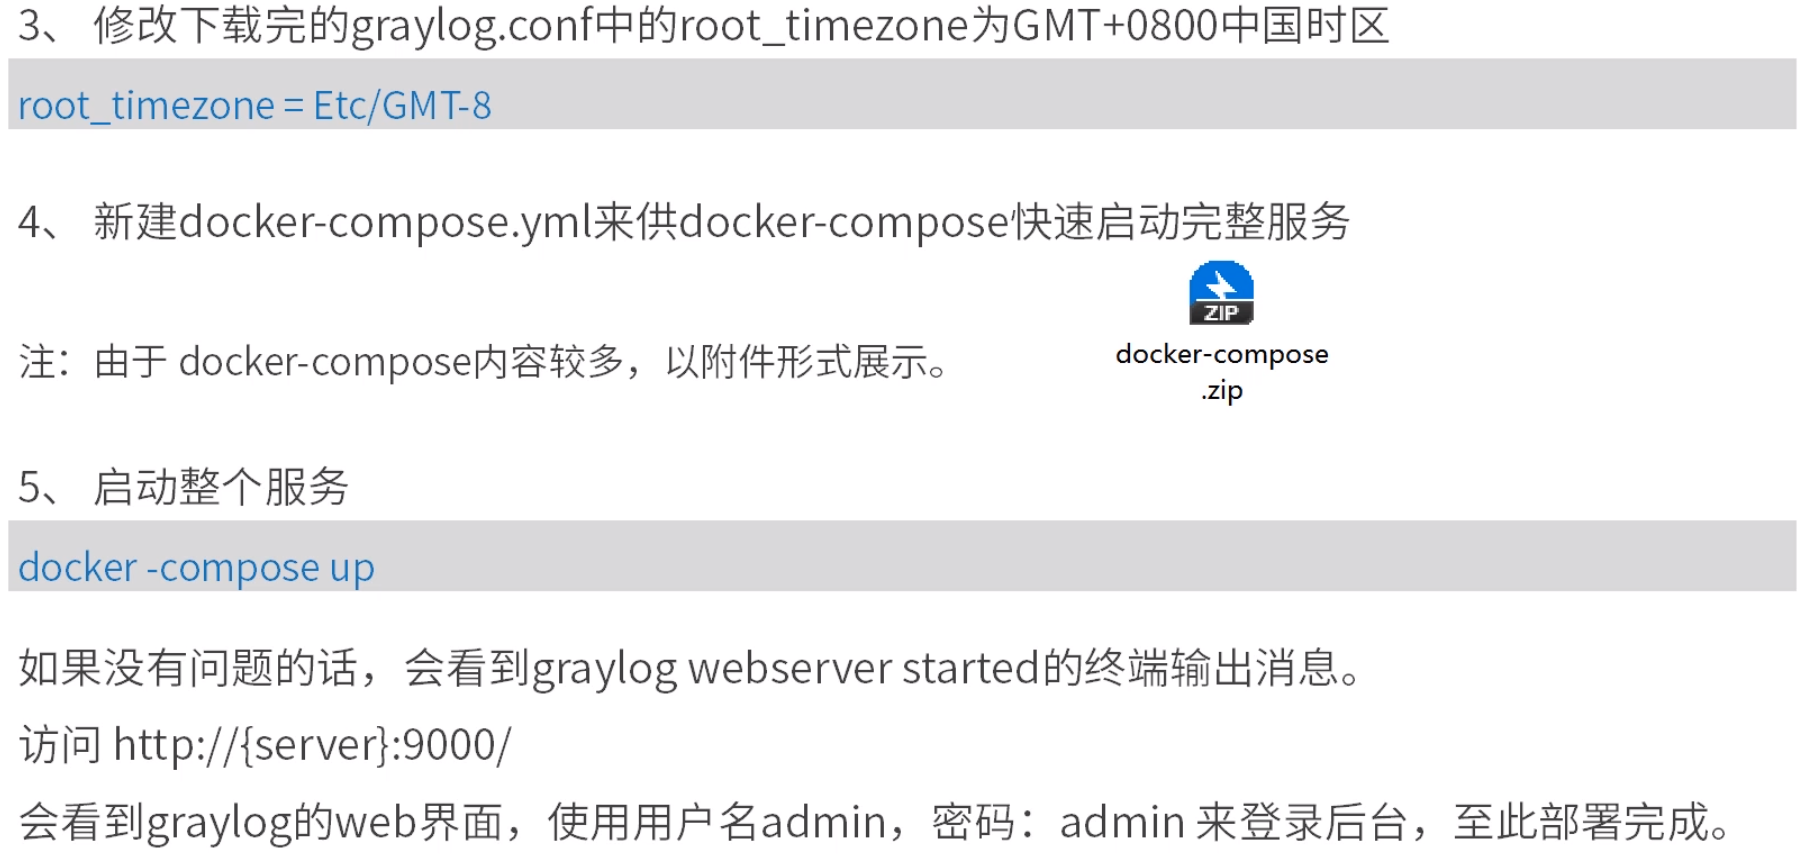 3、 修改下载完的graylog.conf中的root_timezone为GMT+0800中国时区
root_timezone = Etc/GMT-8
4、 新建docker-compose.yml来供docker-compose快速启动完整服务
ZIP
注：由于 docker-compose内容较多，以附件形式展示。
docker-compose
.zip
5、 启动整个服务
docker -compose up
如果没有问题的话，会看到graylog webserver started的终端输出消息。
访问 http://{server}:9000/
会看到graylog的web界面，使用用户名admin，密码：admin 来登录后台，至此部署完成。